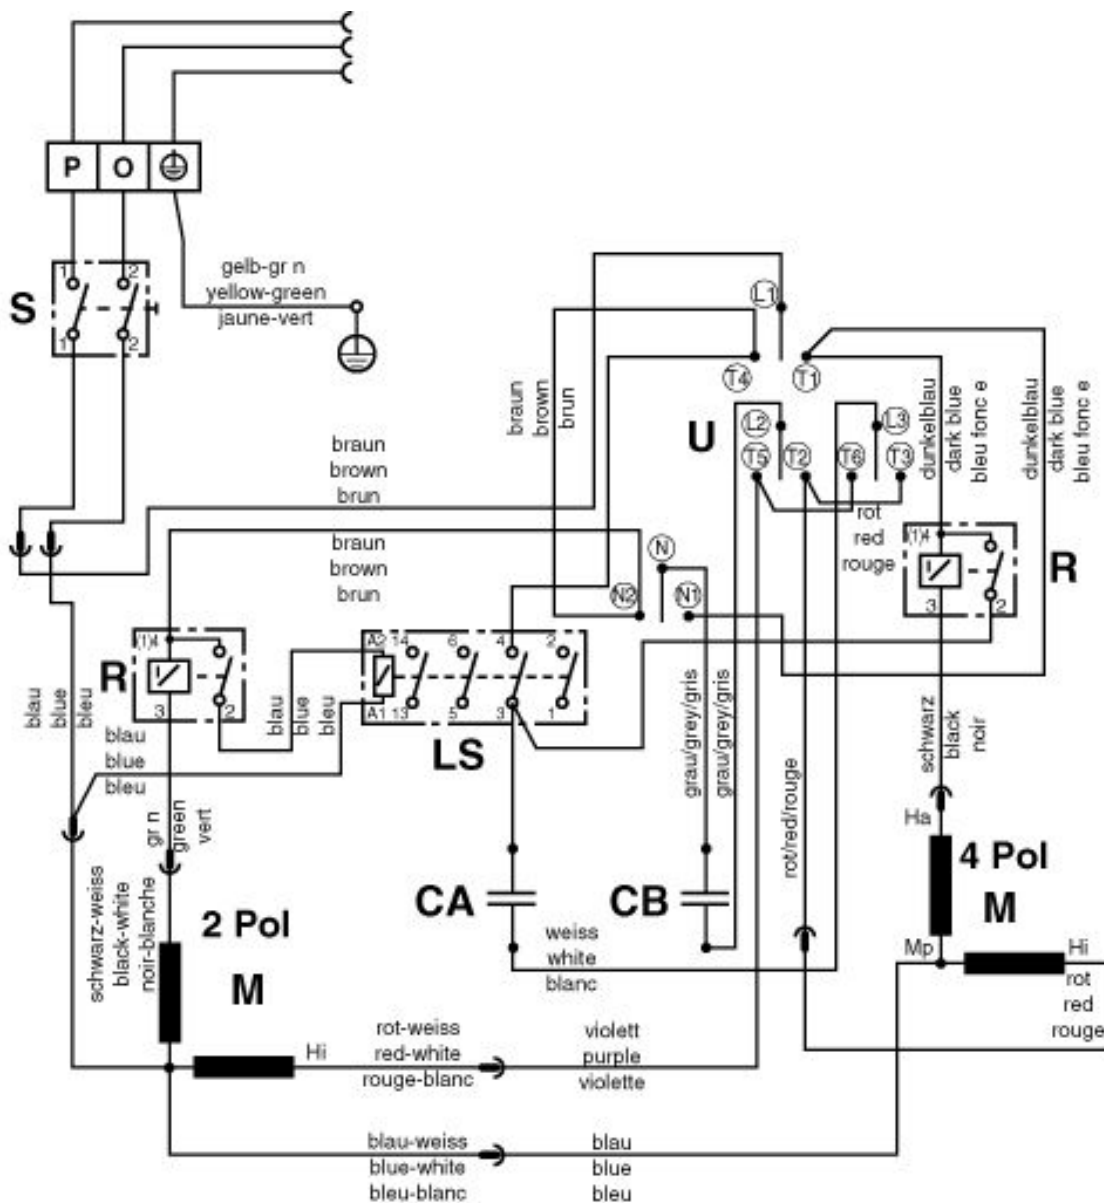 P O
1 2
S
1 2
gelb-gr n
yellow-green
jaune-vert
L1
T4 T1
braun
brown
brun
U
L2 L3
T5 T2 T6 T3
dunkelblau
dark blue
bleu fonc e
dunkelblau
dark blue
bleu fonc e
braun
brown
brun
rot
red
rouge
braun
brown
brun
N
N2 N1
(1)4
3 2
R
(1)4
3 2
R
A2 14 6 4 2
A1 13 5 3 1
LS
blau
blue
bleu
blau
blue
bleu
blau
blue
bleu
gr n
green
vert
grau/grey/gris
grau/grey/gris
rot/red/rouge
schwarz
black
noir
Ha
4 Pol
M
CA
CB
schwarz-weiss
black-white
noir-blanche
2 Pol
M
weiss
white
blanc
Mp Hi
rot
red
rouge
Hi
rot-weiss
red-white
rouge-blanc
violett
purple
violette
blau-weiss
blue-white
bleu-blanc
blau
blue
bleu